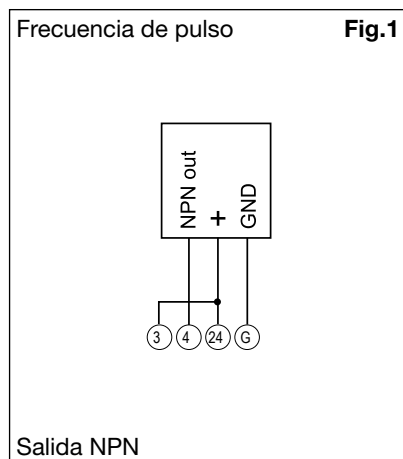 Frecuencia de pulso Fig.1
NPN out
+
GND
3 4 24 G
Salida NPN